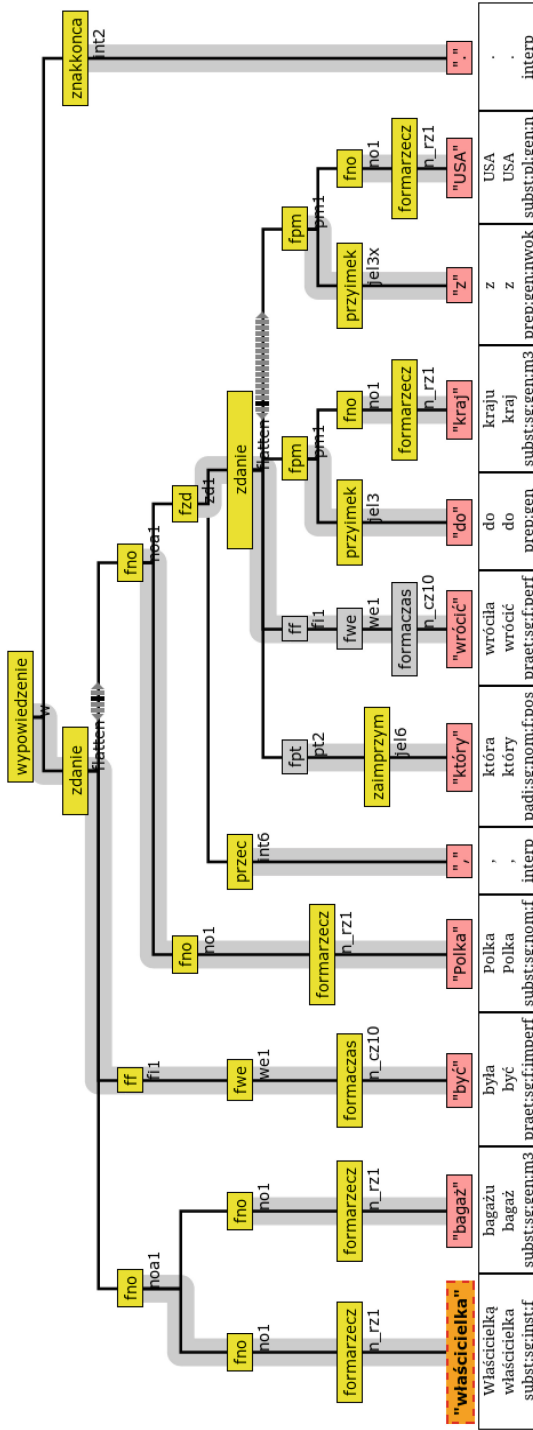 wypowiedzenie
w
zdanie
znakkonca
flatten
int2
fno
ff
fno
noa1
fi1
noa1
fno
fzd
zd1
fno
fno
fwe
no1
przec
zdanie
no1
no1
we1
int6
flatten
fpt
ff
fpm
fpm
pt2
fi1
pm1
pm1
formarzecz
formarzecz
formaczas
formarzecz
zaimprzym
fwe
przyimek
fno
przyimek
fno
n_rz1
n_rz1
n_cz10
n_rz1
jel6
we1
jel3
no1
jel3x
no1
formaczas
formarzecz
formarzecz
n_cz10
n_rz1
n_rz1
"właścicielka" "bagaż" "być" "Polka" "," "który" "wrócić" "do" "kraj" "z" "USA" "."
Właścicielką bagażu była Polka , która wróciła do kraju z USA .
właścicielka bagaż być Polka , który wrócić do kraj z USA .
subst:sg:inst:f subst:sg:gen:m3 praet:sg:f:imperf subst:sg:nom:f interp padj:sg:nom:f:pos praet:sg:f:perf prep:gen subst:sg:gen:m3 prep:gen:nwok subst:pl:gen:n interp